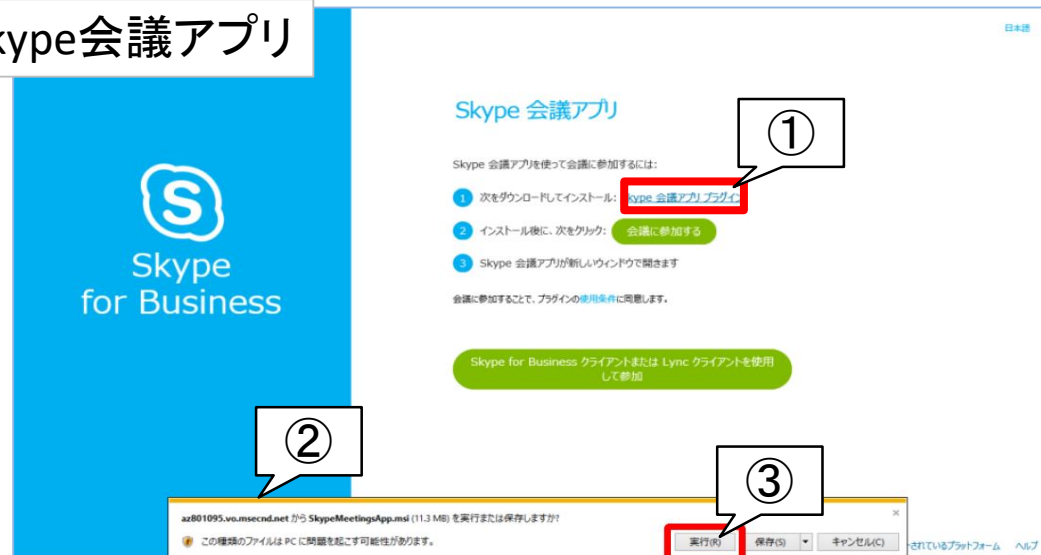 kype会議アプリ
日本語
Skype 会議アプリ
①
Skype 会議アプリを使って会議に参加するには:
1 次をダウンロードしてインストール: kype 会議アプリ プラグイン
2 インストール後に、次をクリック: 会議に参加する
3 Skype 会議アプリが新しいウィンドウで開きます
S
Skype
for Business
会議に参加することで、プラグインの使用条件に同意します。
Skype for Business クライアントまたは Lync クライアントを使用
して参加
②
③
az801095.vo.msecnd.net から SkypeMeetingsApp.msi (11.3 MB) を実行または保存しますか?
×
この種類のファイルは PC に問題を起こす可能性があります。
実行(R) 保存(S) ▼ キャンセル(C)
されているプラットフォーム ヘルプ